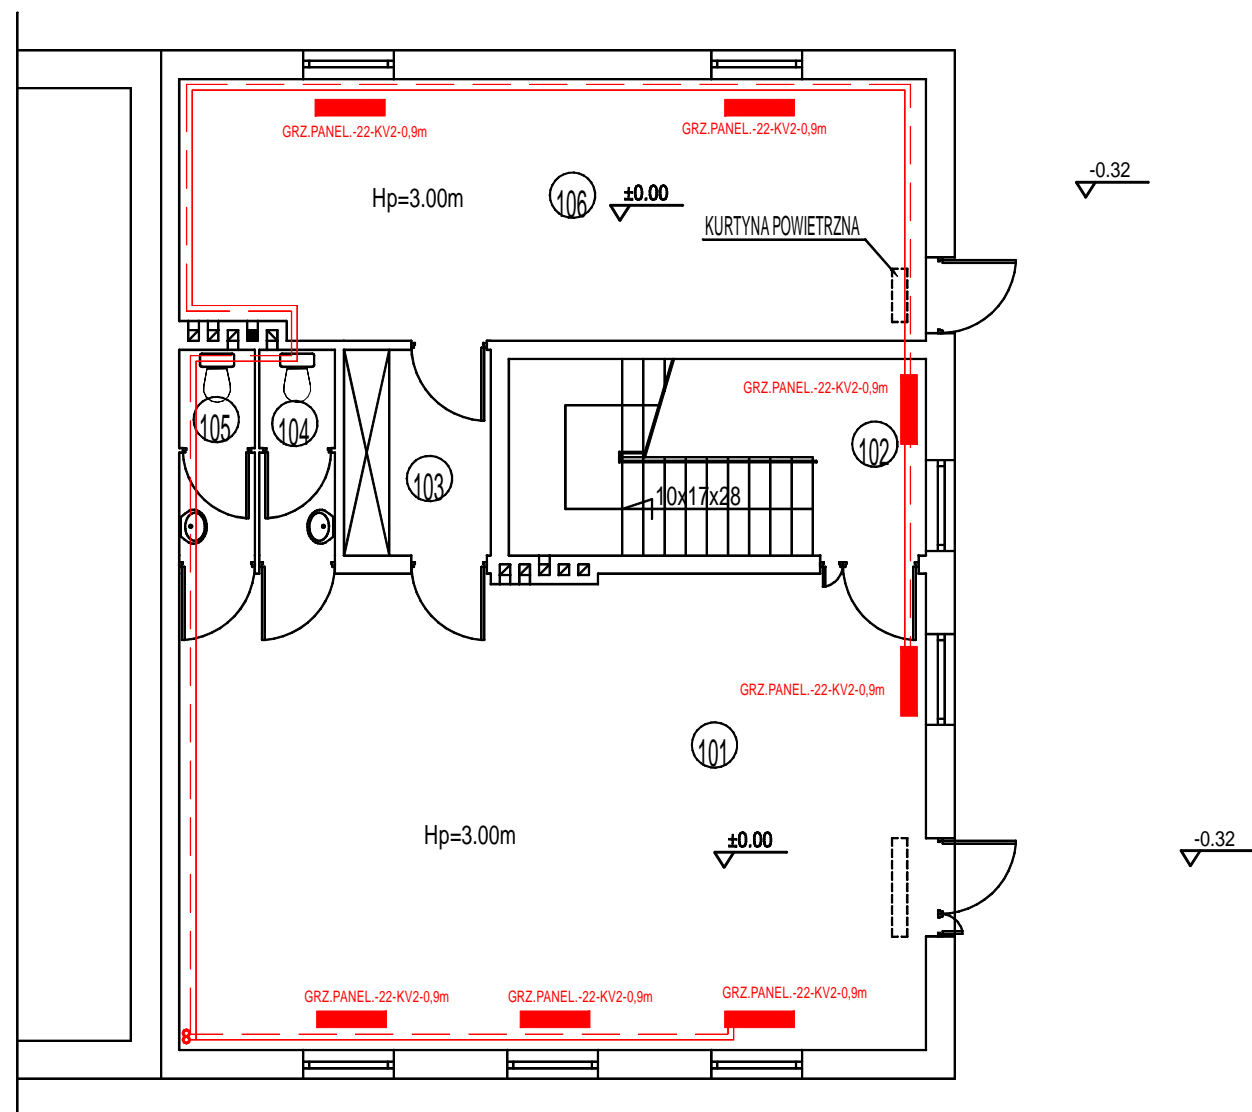 GRZ.PANEL.-22-KV2-0,9m
GRZ.PANEL.-22-KV2-0,9m
-0.32
Hp=3.00m
106
±0.00
KURTYNA POWIETRZNA
GRZ.PANEL.-22-KV2-0,9m
105
104
102
103
10x17x28
GRZ.PANEL.-22-KV2-0,9m
101
Hp=3.00m
±0.00
-0.32
GRZ.PANEL.-22-KV2-0,9m
GRZ.PANEL.-22-KV2-0,9m
GRZ.PANEL.-22-KV2-0,9m